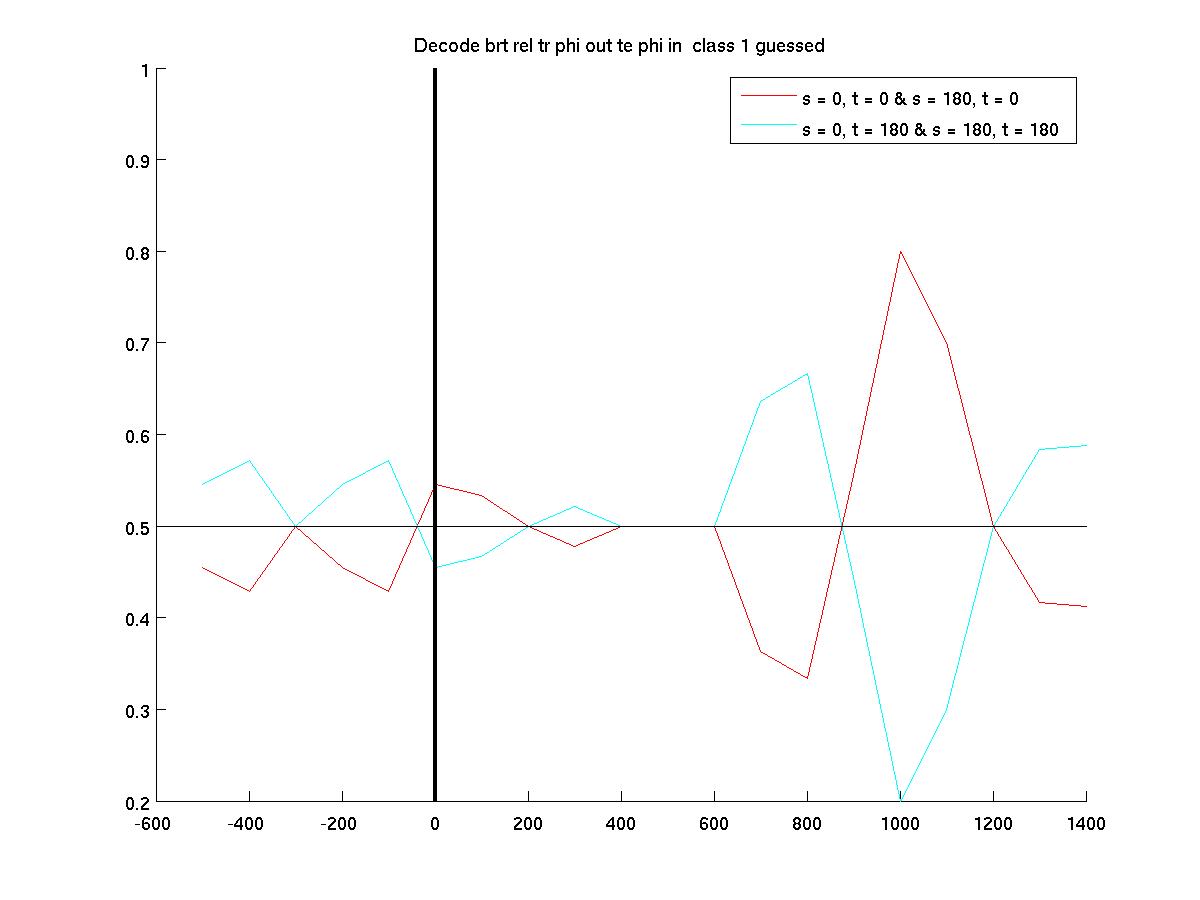 Decode brt rel tr phi out te phi in  class 1 guessed
s = 0, t = 0 & s = 180, t = 0
s = 0, t = 180 & s = 180, t = 180
1
0.9
0.8
0.7
0.6
0.5
0.4
0.3
0.2
-600 -400 -200 0 200 400 600 800 1000 1200 1400